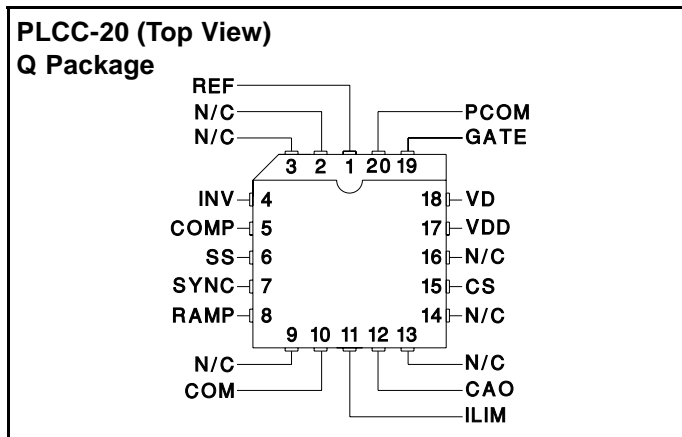 PLCC-20 (Top View)
Q Package
REF
N/C
N/C
PCOM
GATE
3 2 1 20 19
INV 4
COMP 5
SS 6
SYNC 7
RAMP 8
18 VD
17 VDD
16 N/C
15 CS
14 N/C
9 10 11 12 13
N/C
COM
N/C
CAO
ILIM